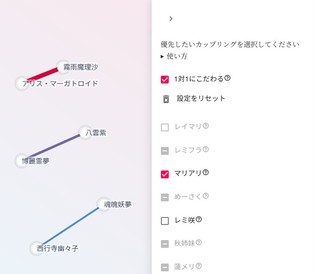 霧雨魔理沙
アリス・マーガトロイド
八雲紫
博麗霊夢
魂魄妖夢
西行寺幽々子
優先したいカップリングを選択してください
▸ 使い方
1対1にこだわる?
設定をリセット
レイマリ?
レミフラ?
マリアリ?
めーさく?
レミ咲?
秋姉妹?
蓮メリ?